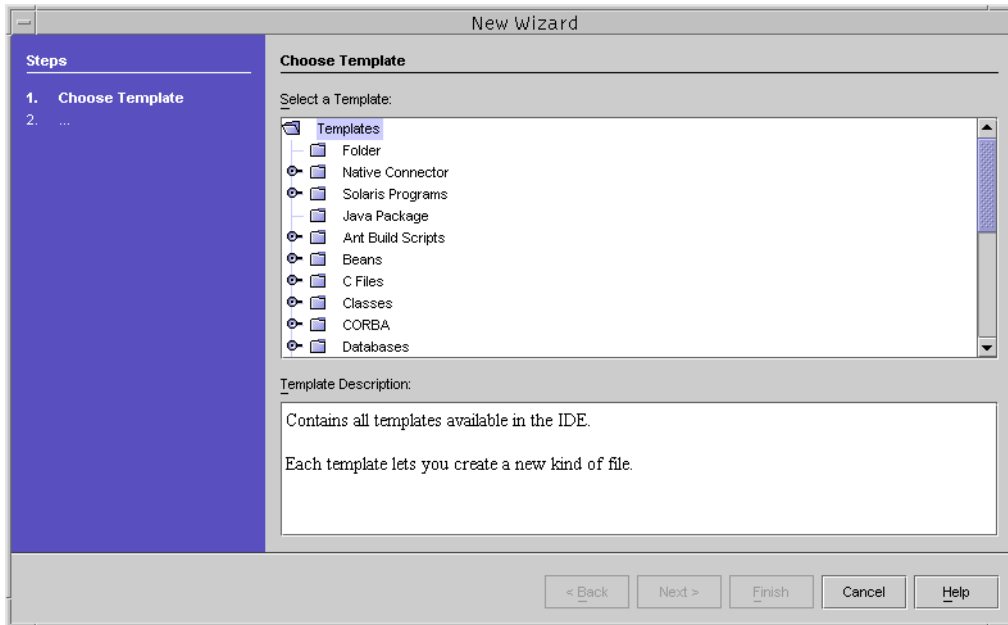 New Wizard
Steps
1. Choose Template
2. ...
Choose Template
Select a Template:
Templates
Folder
Native Connector
Solaris Programs
Java Package
Ant Build Scripts
Beans
C Files
Classes
CORBA
Databases
Template Description:
Contains all templates available in the IDE.
Each template lets you create a new kind of file.
< Back
Next >
Finish
Cancel
Help